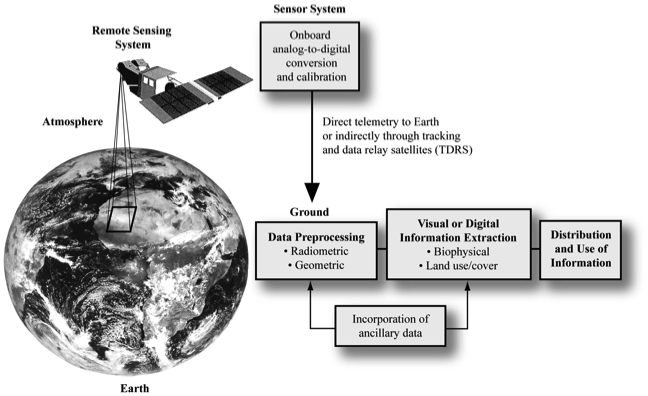 Sensor System
Remote Sensing
System
Onboard
analog-to-digital
conversion
and calibration
Atmosphere
Direct telemetry to Earth
or indirectly through tracking
and data relay satellites (TDRS)
Ground
Data Preprocessing
• Radiometric
• Geometric
Visual or Digital
Information Extraction
• Biophysical
• Land use/cover
Distribution
and Use of
Information
Incorporation of
ancillary data
Earth